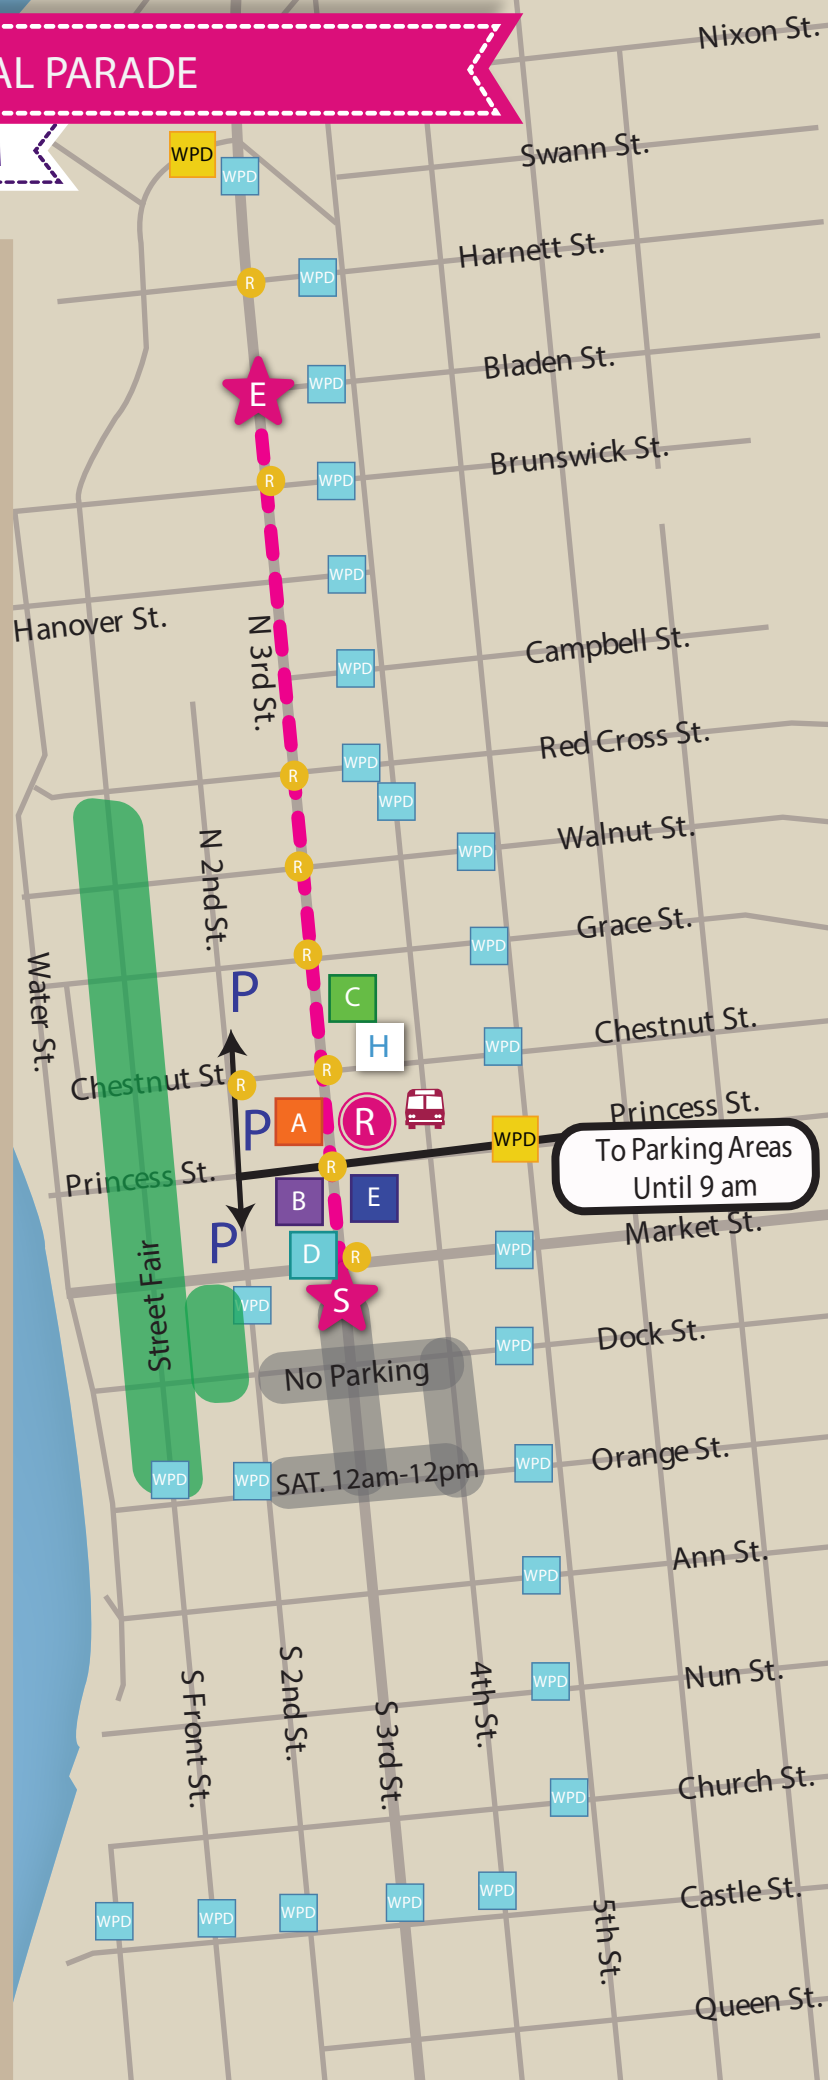 Nixon St.
AL PARADE
Swann St.
WPD
WPD
Harnett St.
R
WPD
Bladen St.
E
WPD
Brunswick St.
R
WPD
WPD
Hanover St.
N 3rd St.
Campbell St.
WPD
Red Cross St.
R
WPD
WPD
Walnut St.
N 2nd St.
R
WPD
Grace St.
Water St.
R
WPD
P
C
Chestnut St.
H
WPD
Chestnut St
R
R
Princess St.
P
A
R
WPD
To Parking Areas
Until 9 am
Princess St.
R
B
E
P
Market St.
D
R
WPD
Street Fair
WPD
S
Dock St.
WPD
No Parking
Orange St.
WPD
WPD
WPD
SAT. 12am-12pm
Ann St.
WPD
S Front St.
S 2nd St.
S 3rd St.
4th St.
Nun St.
WPD
Church St.
WPD
Castle St.
WPD
WPD
WPD
WPD
WPD
5th St.
Queen St.